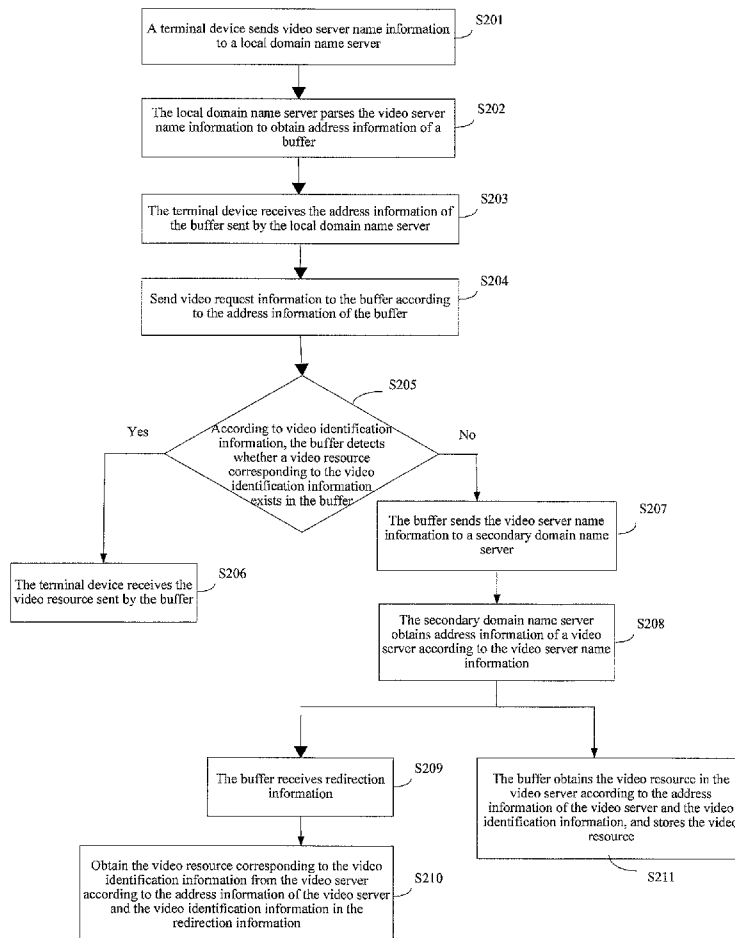 A terminal device sends video server name information
to a local domain name server
S201
The local domain name server parses the video server
name information to obtain address information of a
buffer
S202
The terminal device receives the address information of
the buffer sent by the local domain name server
S203
Send video request information to the buffer according
to the address information of the buffer
S204
S205
According to video identification
information, the buffer detects
whether a video resource
corresponding to the video
identification information
exists in the buffer
Yes
No
The terminal device receives the
video resource sent by the buffer
S206
The buffer sends the video server name
information to a secondary domain name
server
S207
The secondary domain name server
obtains address information of a video
server according to the video server name
information
S208
The buffer receives redirection
information
S209
Obtain the video resource corresponding to the video
identification information from the video server
according to the address information of the video server
and the video identification information in the
redirection information
S210
The buffer obtains the video resource in the
video server according to the address
information of the video server and the video
identification information, and stores the video
resource
S211